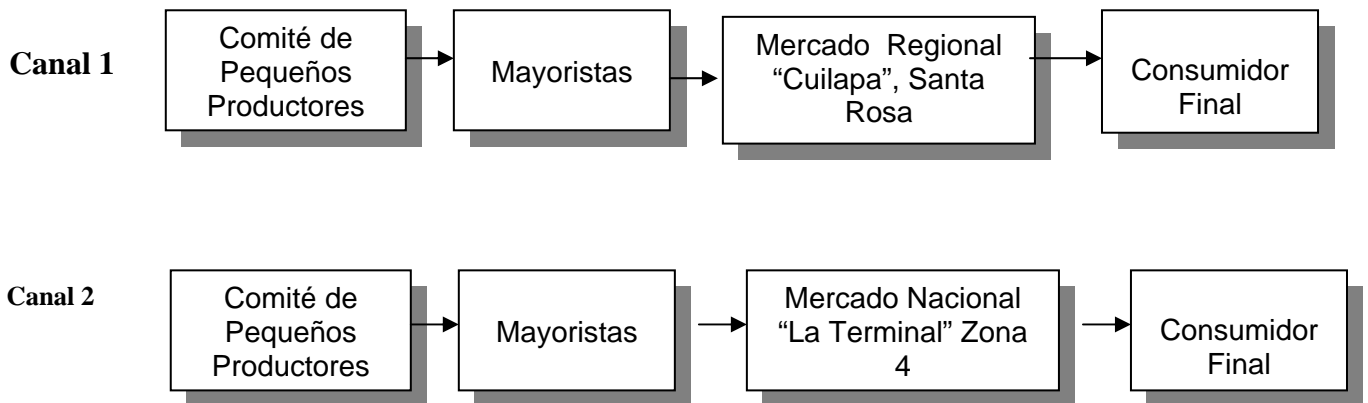 Canal 1
Comité de
Pequeños
Productores
Mayoristas
Mercado Regional
“Cuilapa”, Santa
Rosa
Consumidor
Final
Canal 2
Comité de
Pequeños
Productores
Mayoristas
Mercado Nacional
“La Terminal” Zona
4
Consumidor
Final